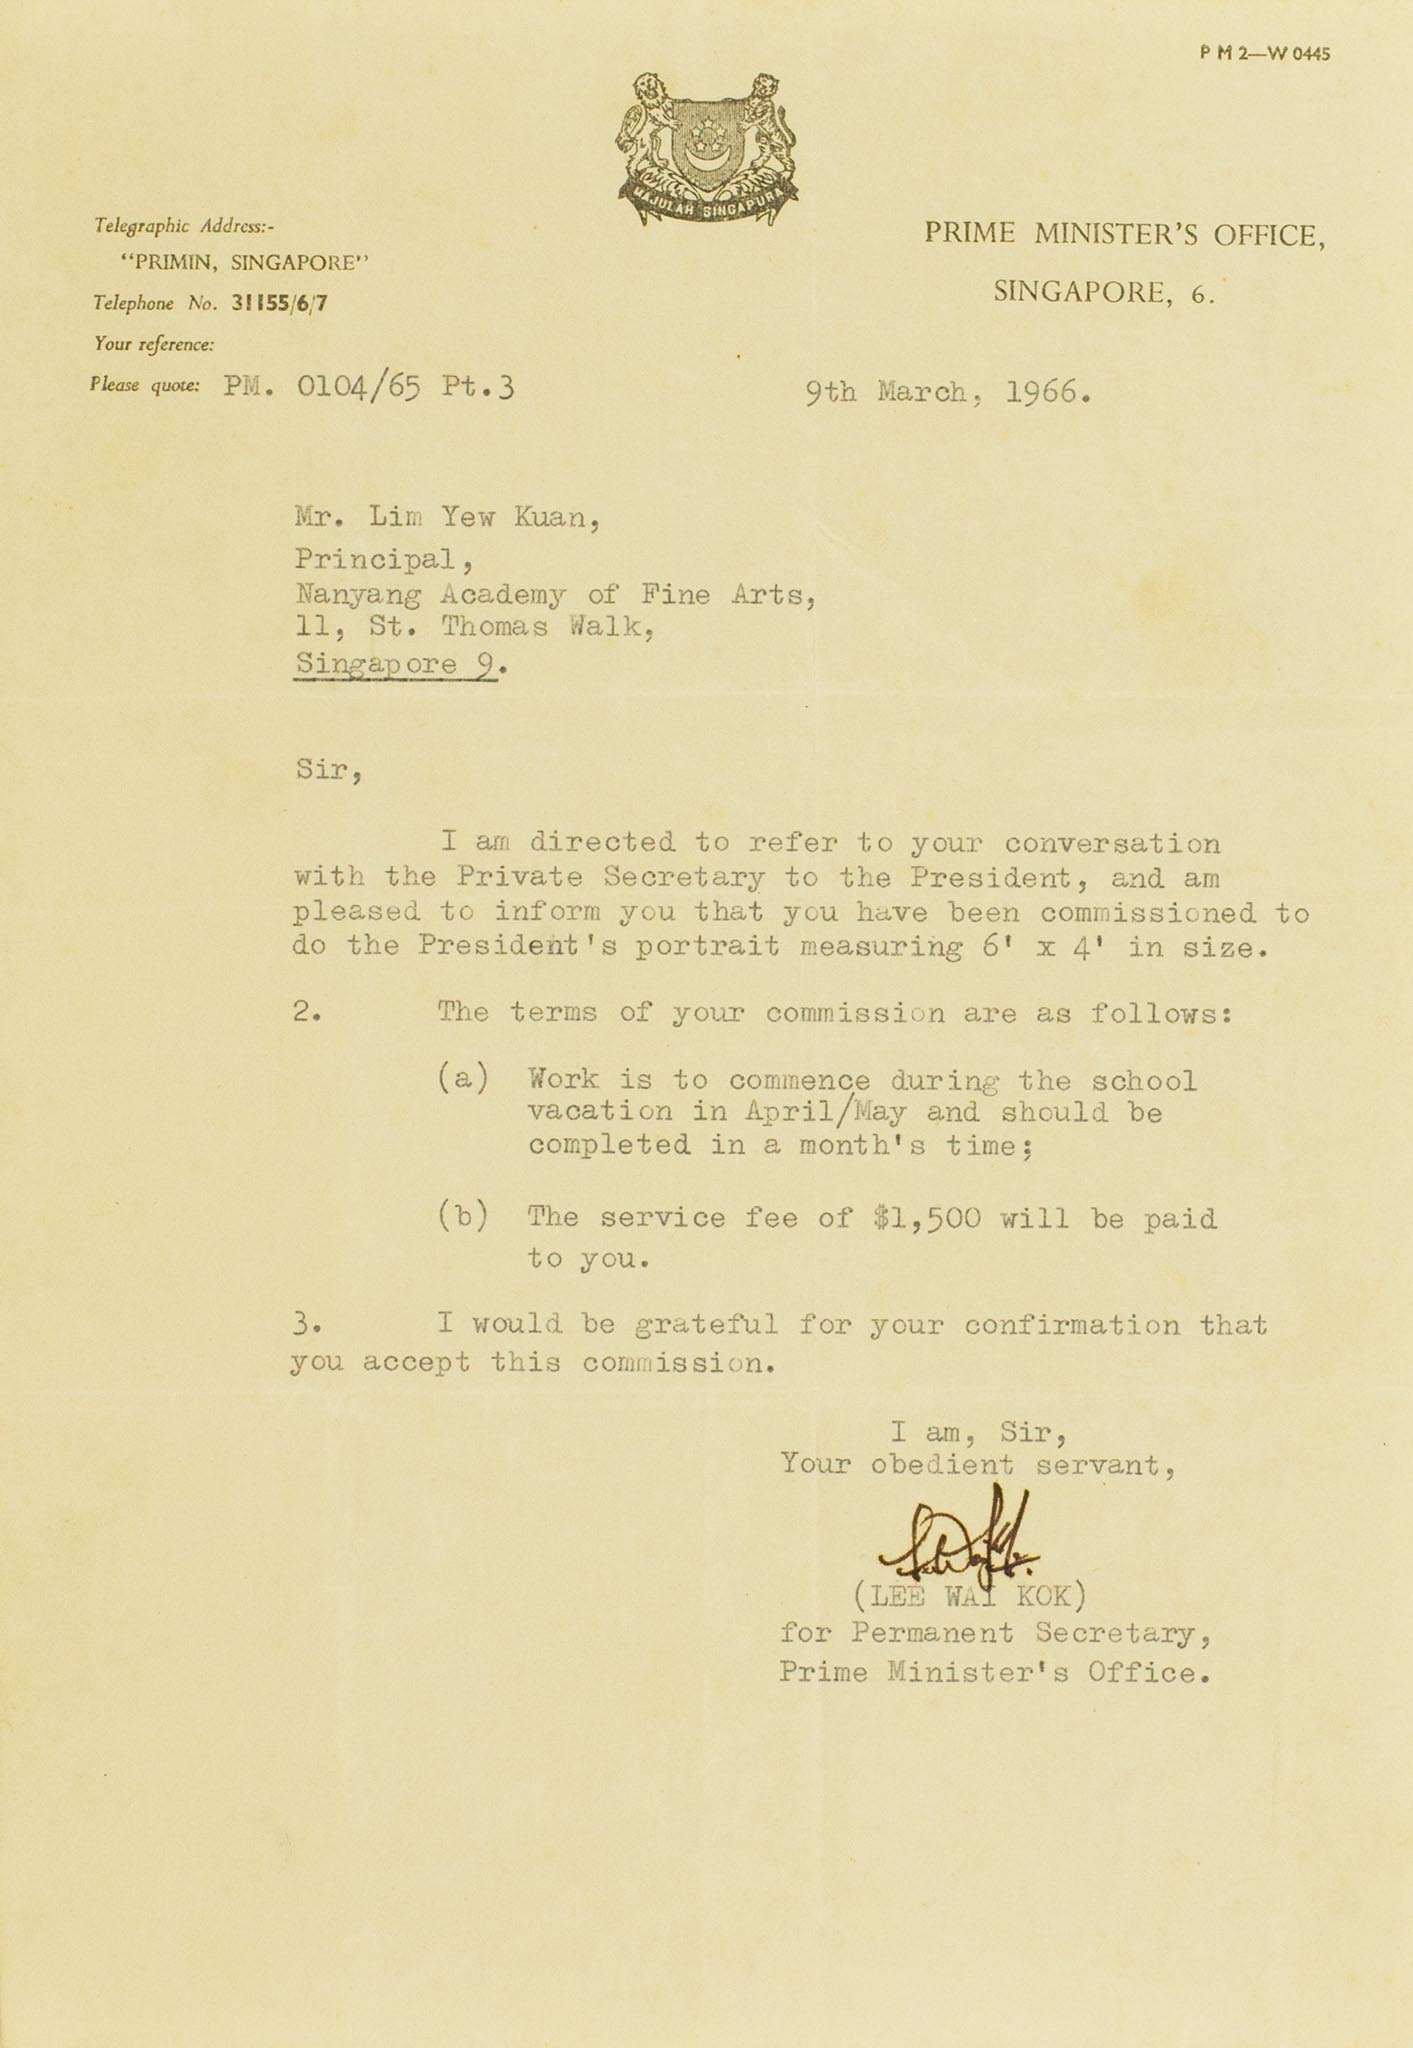 P M 2—W 0445
MAJULAH SINGAPURA
Telegraphic Address:-
"PRIMIN, SINGAPORE"
Telephone No. 31155/6/7
Your reference:
Please quote: PM. 0104/65 Pt.3
PRIME MINISTER'S OFFICE,
SINGAPORE, 6.
9th March, 1966.
Mr. Lim Yew Kuan,
Principal,
Nanyang Academy of Fine Arts,
11, St. Thomas Walk,
Singapore 9.
Sir,
I am directed to refer to your conversation
with the Private Secretary to the President, and am
pleased to inform you that you have been commissioned to
do the President's portrait measuring 6' x 4' in size.
2. The terms of your commission are as follows:
(a) Work is to commence during the school
vacation in April/May and should be
completed in a month's time;
(b) The service fee of $1,500 will be paid
to you.
3. I would be grateful for your confirmation that
you accept this commission.
I am, Sir,
Your obedient servant,
(LEE WAI KOK)
for Permanent Secretary,
Prime Minister's Office.